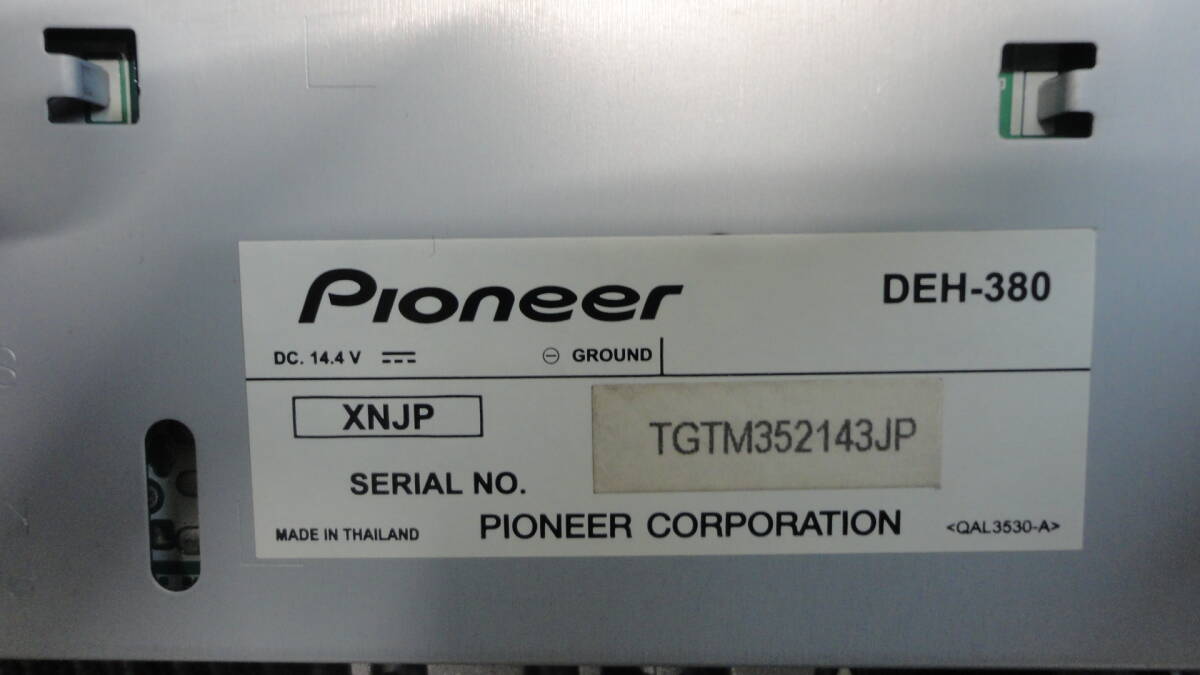 Pioneer
DEH-380
DC. 14.4 V
⊖ GROUND
XNJP
TGTM352143JP
SERIAL NO.
MADE IN THAILAND
PIONEER CORPORATION
<QAL3530-A>